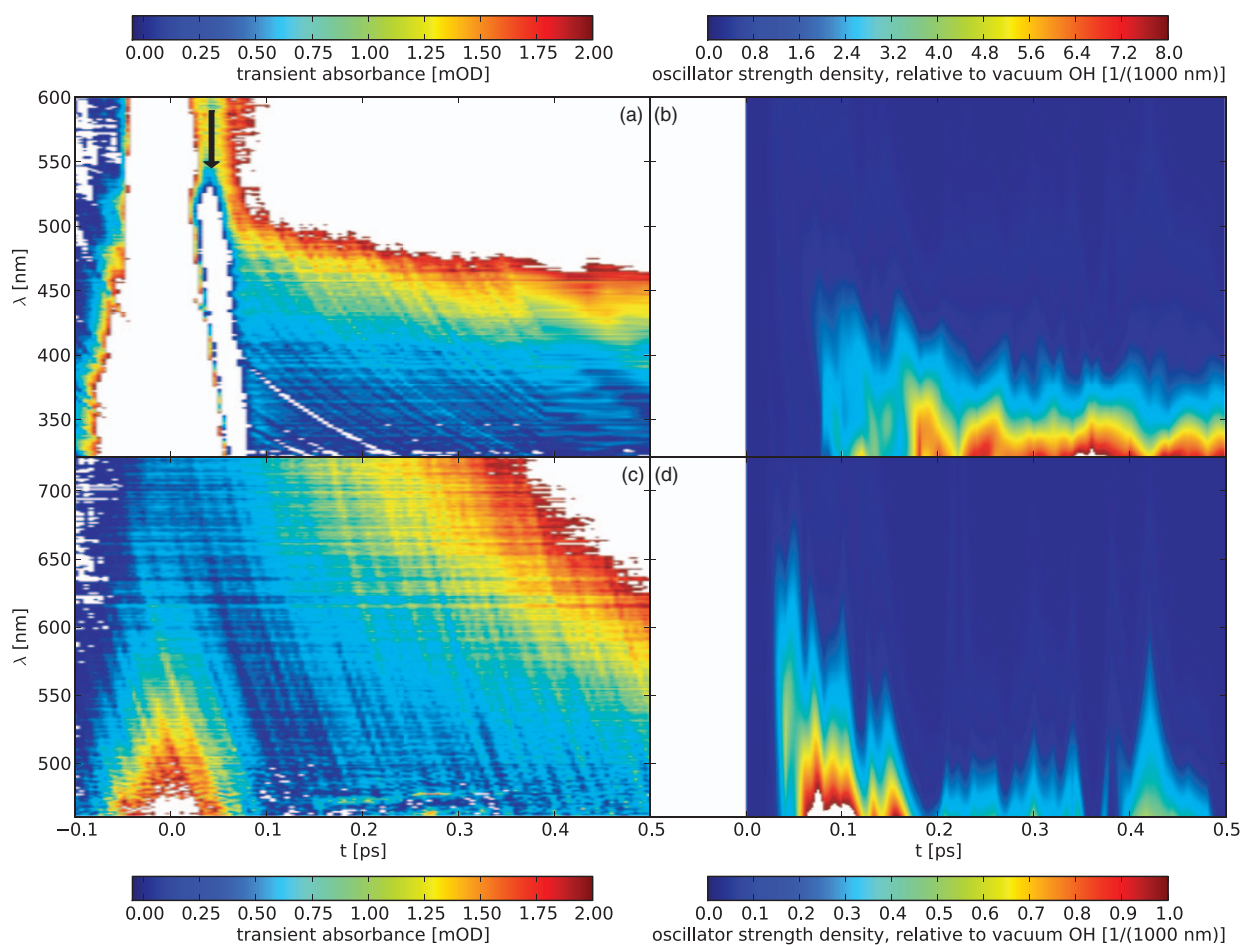 0.00 0.25 0.50 0.75 1.00 1.25 1.50 1.75 2.00
transient absorbance [mOD]
0.0 0.8 1.6 2.4 3.2 4.0 4.8 5.6 6.4 7.2 8.0
oscillator strength density, relative to vacuum OH [1/(1000 nm)]
600
550
500
450
400
350
λ [nm]
(a)
(b)
700
650
600
550
500
λ [nm]
(c)
(d)
−0.1 0.0 0.1 0.2 0.3 0.4 0.5
t [ps]
0.0 0.1 0.2 0.3 0.4 0.5
t [ps]
0.00 0.25 0.50 0.75 1.00 1.25 1.50 1.75 2.00
transient absorbance [mOD]
0.0 0.1 0.2 0.3 0.4 0.5 0.6 0.7 0.8 0.9 1.0
oscillator strength density, relative to vacuum OH [1/(1000 nm)]